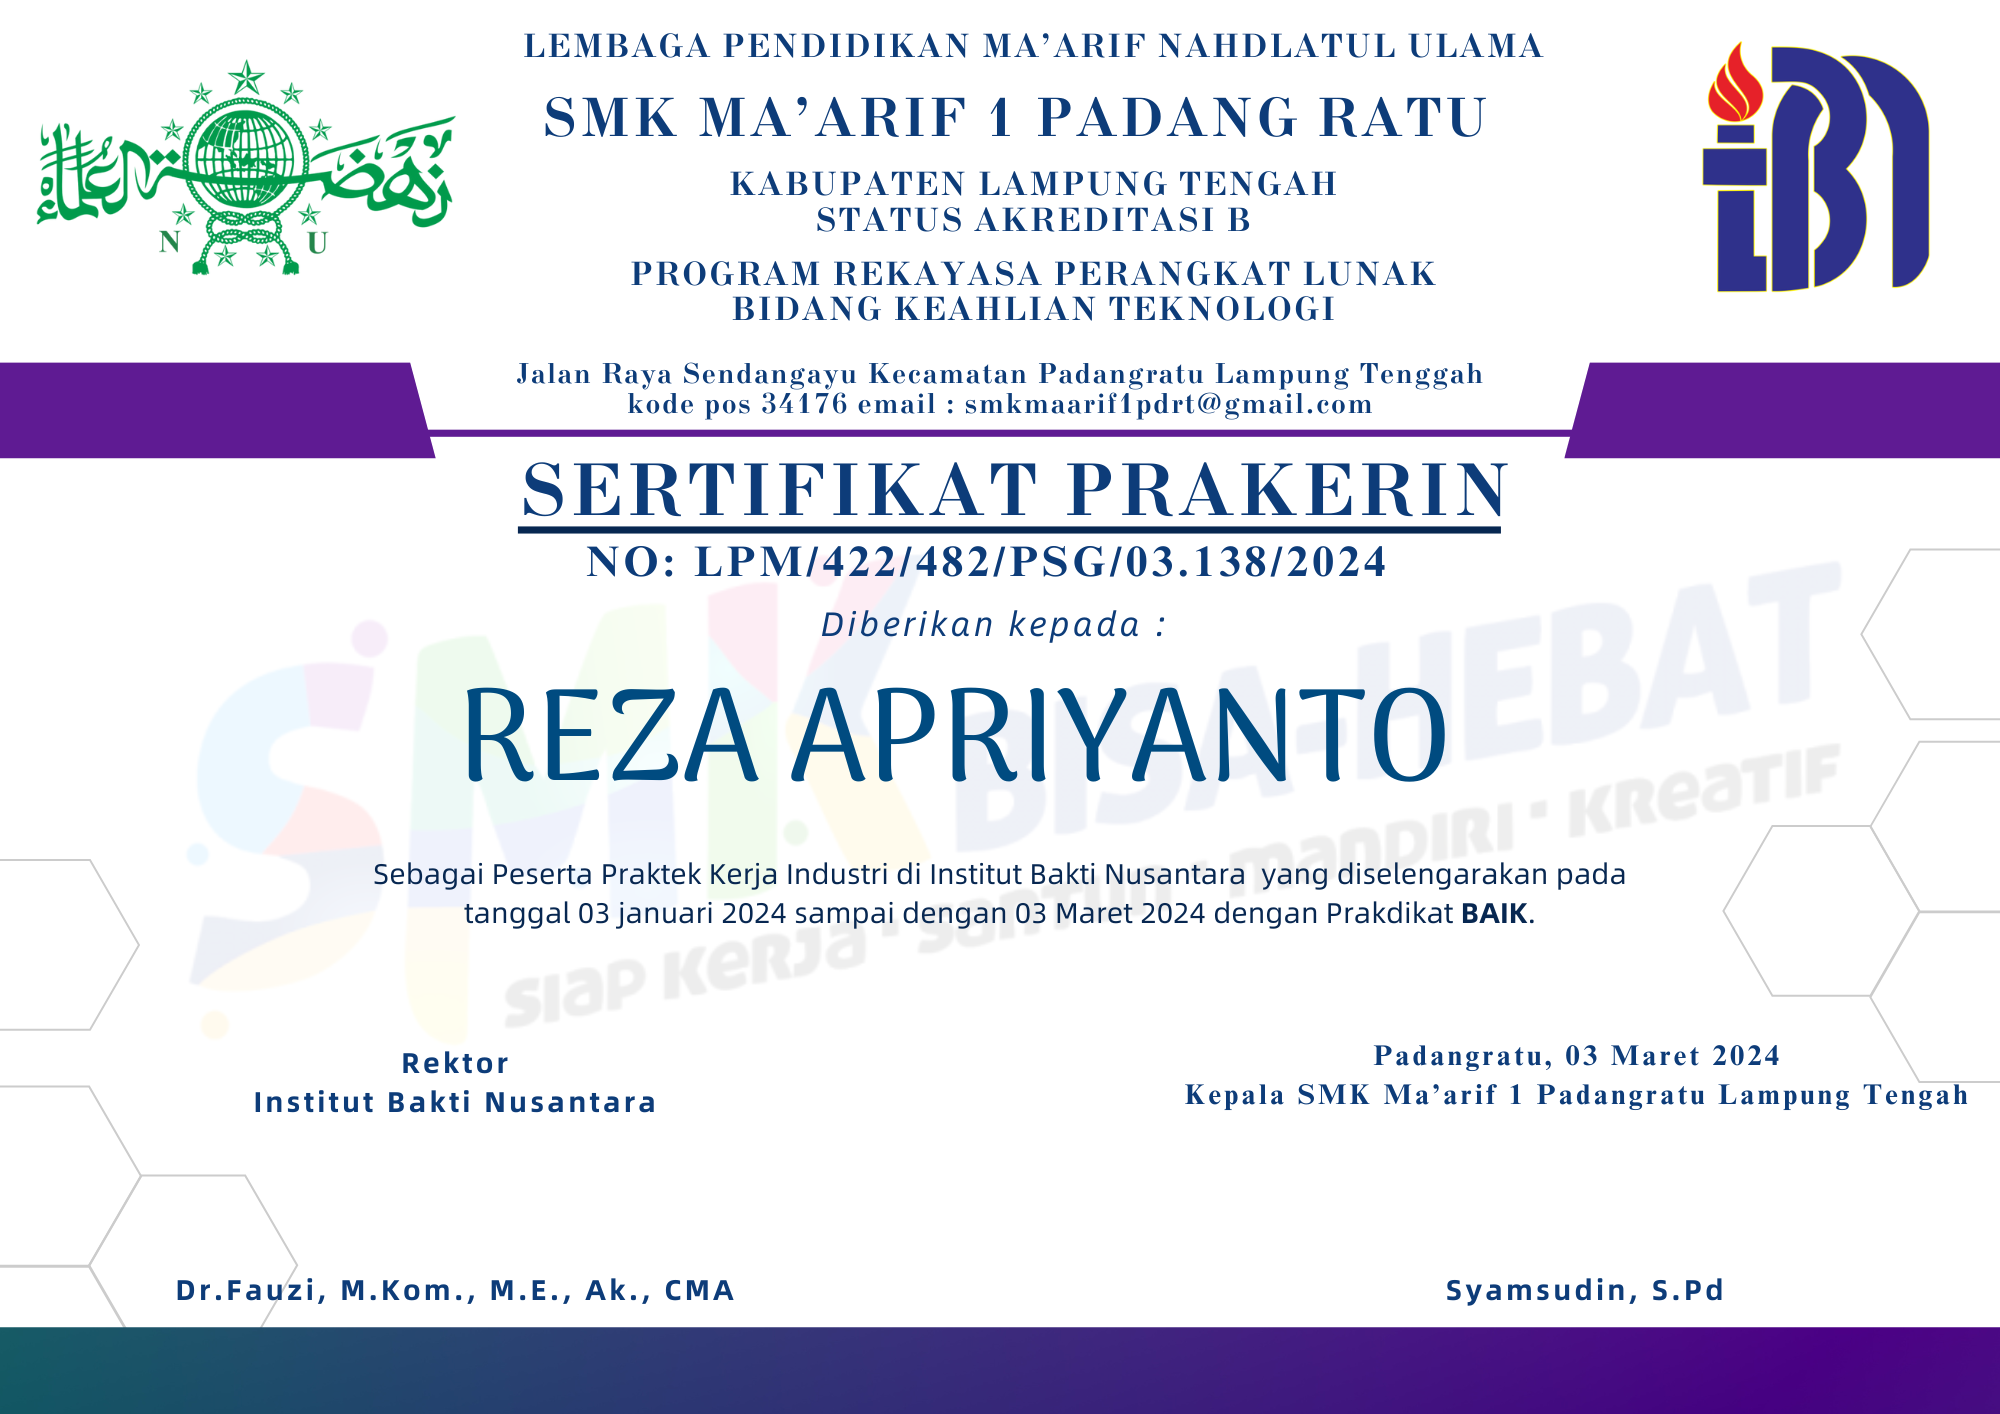 LEMBAGA PENDIDIKAN MA’ARIF NAHDLATUL ULAMA
SMK MA’ARIF 1 PADANG RATU
KABUPATEN LAMPUNG TENGAH
STATUS AKREDITASI B
PROGRAM REKAYASA PERANGKAT LUNAK
BIDANG KEAHLIAN TEKNOLOGI
نهضة العلماء
N U
Jalan Raya Sendangayu Kecamatan Padangratu Lampung Tenggah
kode pos 34176 email : smkmaarif1pdrt@gmail.com
SERTIFIKAT PRAKERIN
NO: LPM/422/482/PSG/03.138/2024
Diberikan kepada :
REZA APRIYANTO
SMK BISA-HEBAT
SIAP KERJA · SANTUN · MANDIRI · KREATIF
Sebagai Peserta Praktek Kerja Industri di Institut Bakti Nusantara  yang diselengarakan pada
tanggal 03 januari 2024 sampai dengan 03 Maret 2024 dengan Prakdikat BAIK.
Rektor
Institut Bakti Nusantara
Padangratu, 03 Maret 2024
Kepala SMK Ma’arif 1 Padangratu Lampung Tengah
Dr.Fauzi, M.Kom., M.E., Ak., CMA
Syamsudin, S.Pd